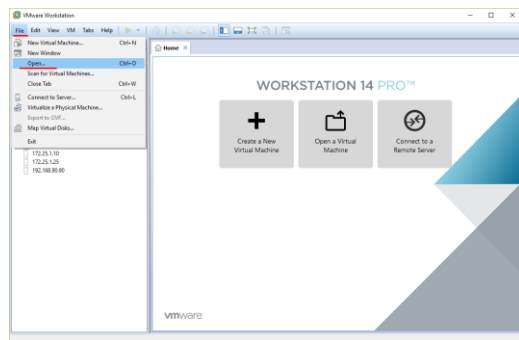 VMware Workstation
File Edit View VM Tabs Help
New Virtual Machine... Ctrl+N
New Window
Open... Ctrl+O
Scan for Virtual Machines...
Close Tab Ctrl+W
Connect to Server... Ctrl+L
Virtualize a Physical Machine...
Export to OVF...
Map Virtual Disks...
Exit
172.25.1.10
172.25.1.25
192.168.80.80
Home
WORKSTATION 14 PRO™
Create a New
Virtual Machine
Open a Virtual
Machine
Connect to a
Remote Server
vmware